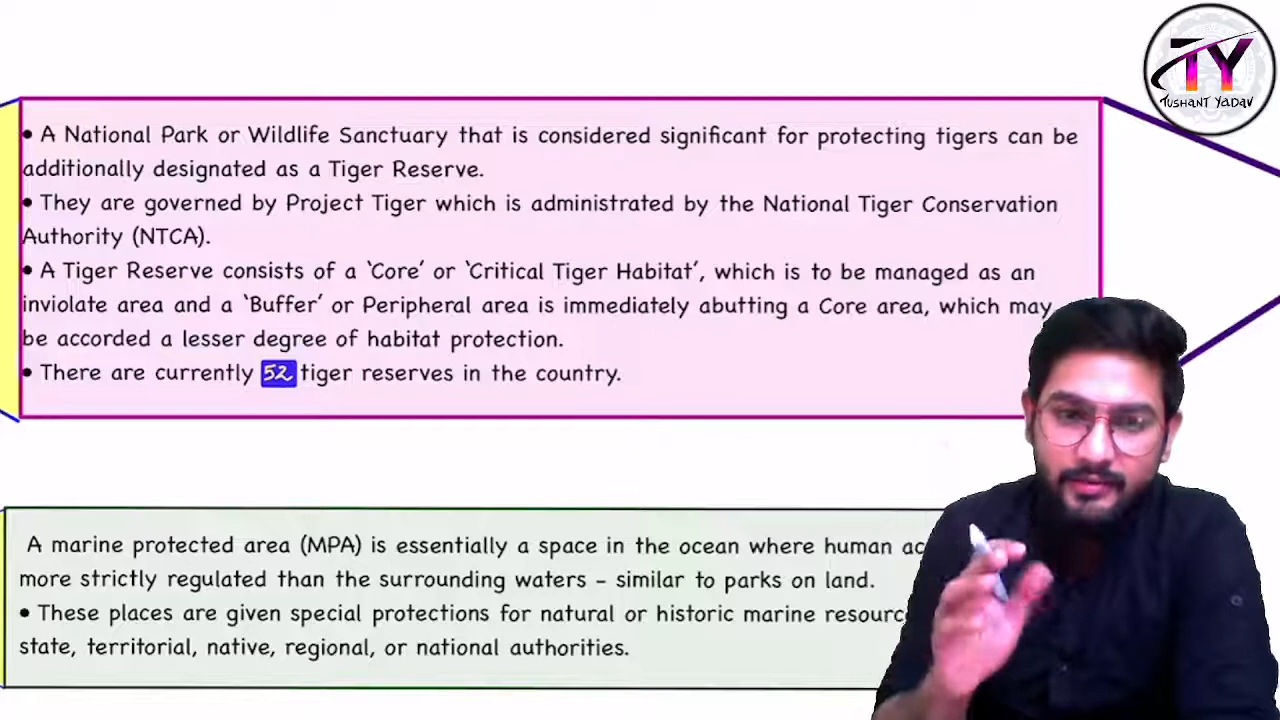 TY
TUSHANT YADAV
• A National Park or Wildlife Sanctuary that is considered significant for protecting tigers can be
additionally designated as a Tiger Reserve.
• They are governed by Project Tiger which is administrated by the National Tiger Conservation
Authority (NTCA).
• A Tiger Reserve consists of a ‘Core’ or ‘Critical Tiger Habitat’, which is to be managed as an
inviolate area and a ‘Buffer’ or Peripheral area is immediately abutting a Core area, which may
be accorded a lesser degree of habitat protection.
• There are currently 52 tiger reserves in the country.
A marine protected area (MPA) is essentially a space in the ocean where human
more strictly regulated than the surrounding waters – similar to parks on land.
• These places are given special protections for natural or historic marine
state, territorial, native, regional, or national authorities.